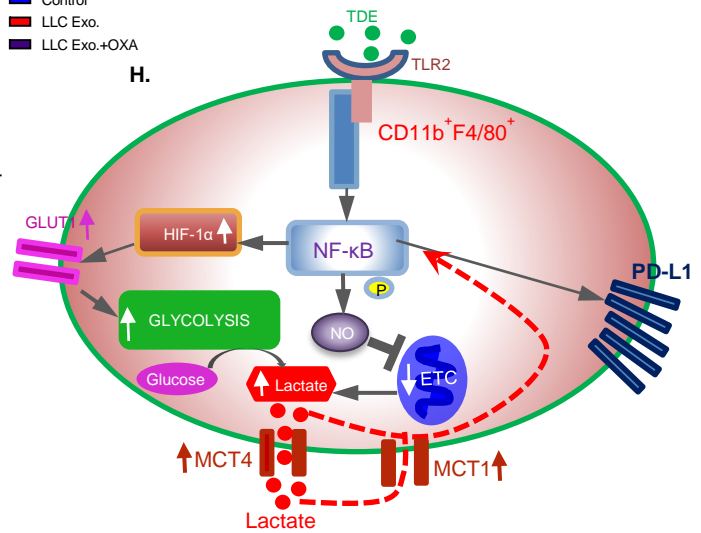 Control
LLC Exo.
LLC Exo.+OXA
H.
TDE
TLR2
CD11b+F4/80+
GLUT1
HIF-1α
NF-κB
PD-L1
P
GLYCOLYSIS
NO
Glucose
Lactate
ETC
MCT4
MCT1
Lactate